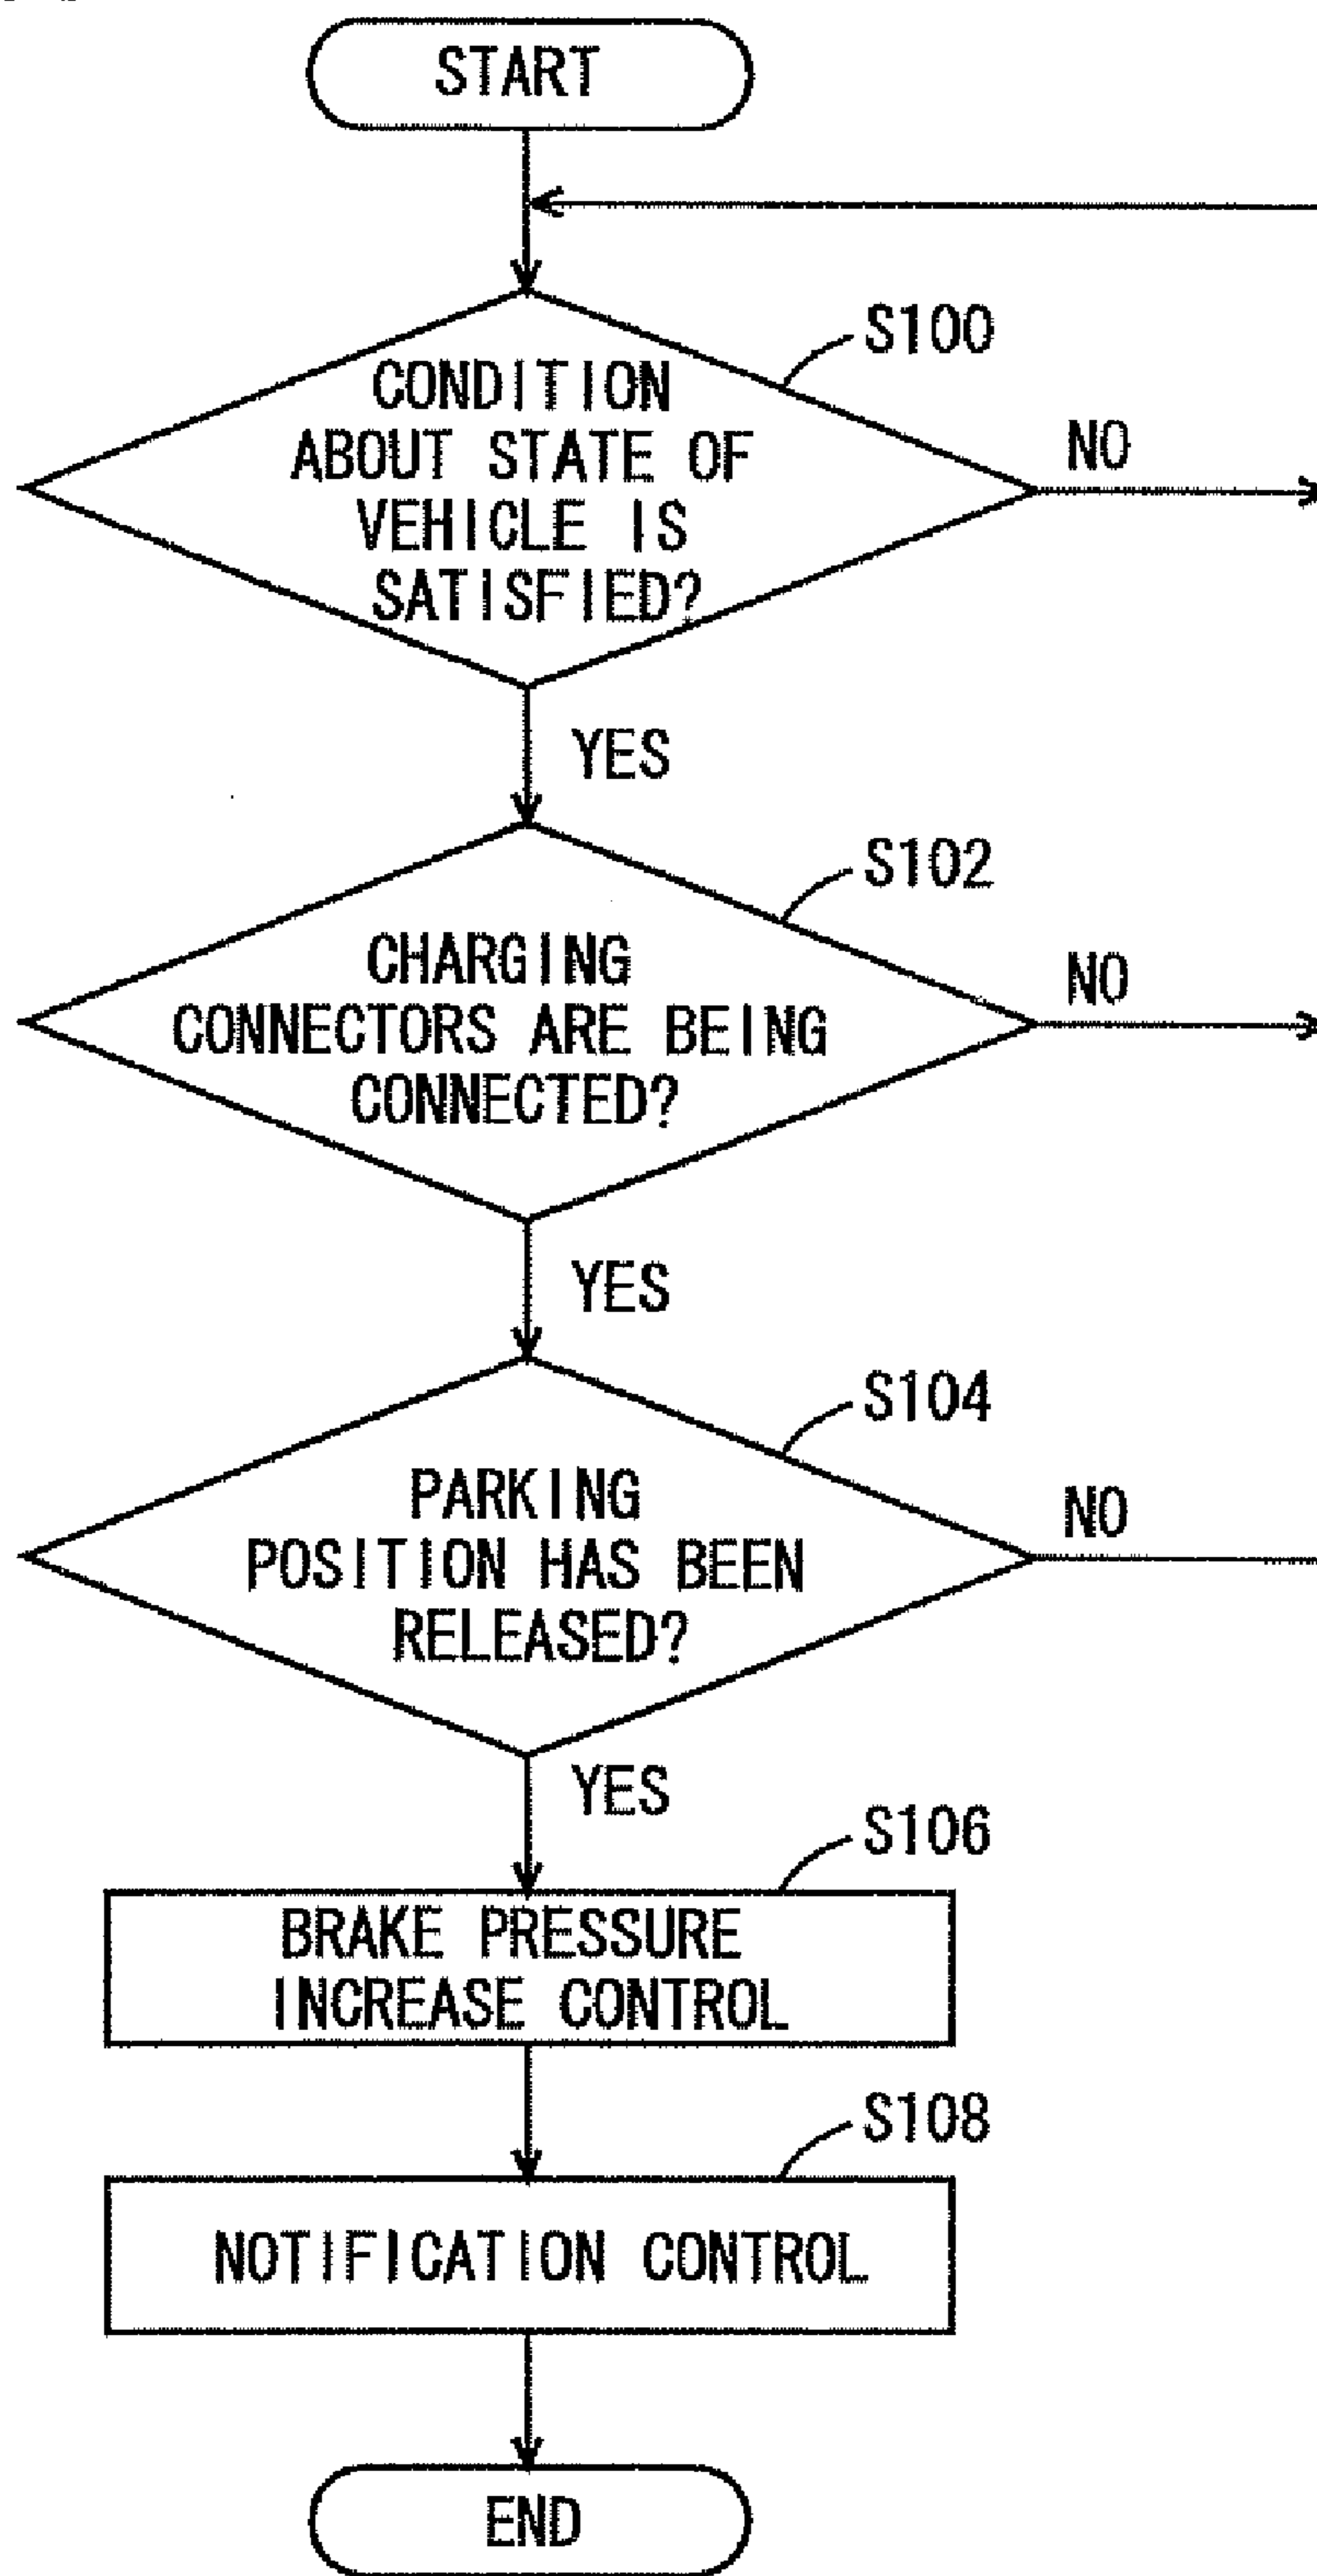 START
S100
CONDITION
ABOUT STATE OF
VEHICLE IS
SATISFIED?
NO
YES
S102
CHARGING
CONNECTORS ARE BEING
CONNECTED?
NO
YES
S104
PARKING
POSITION HAS BEEN
RELEASED?
NO
YES
S106
BRAKE PRESSURE
INCREASE CONTROL
S108
NOTIFICATION CONTROL
END